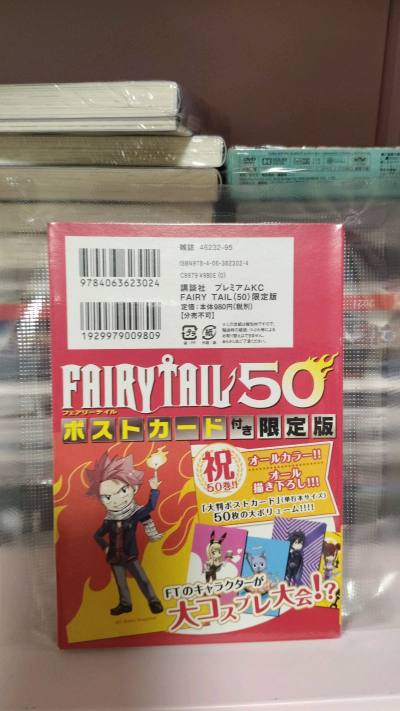 雑誌 46232-95
ISBN978-4-06-362302-4
C9979 ¥980E (0)
9784063623024
講談社 プレミアムKC
FAIRY TAIL(50)限定版
定価:本体980円(税別)
【分売不可】
1929979009809
FAIRY TAIL 50
フェアリーテイル
ポストカード付き限定版
祝
50巻!!
オールカラー!!
オール
描き下ろし!!!
「大判ポストカード」(単行本サイズ)
50枚の大ボリューム!!!!
FTのキャラクターが
大コスプレ大会!?